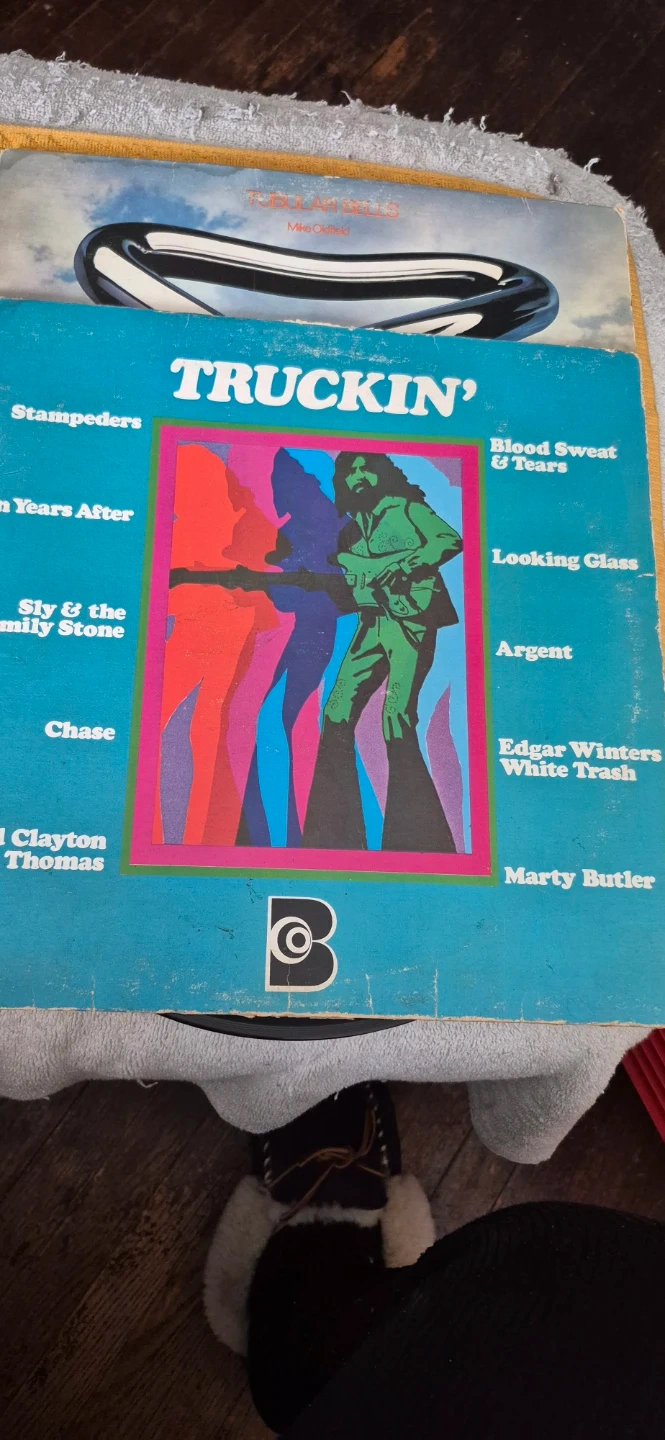 TUBULAR BELLS
Mike Oldfield
TRUCKIN'
Stampeders
n Years After
Sly & the
mily Stone
Chase
l Clayton
Thomas
Blood Sweat
& Tears
Looking Glass
Argent
Edgar Winters
White Trash
Marty Butler
B